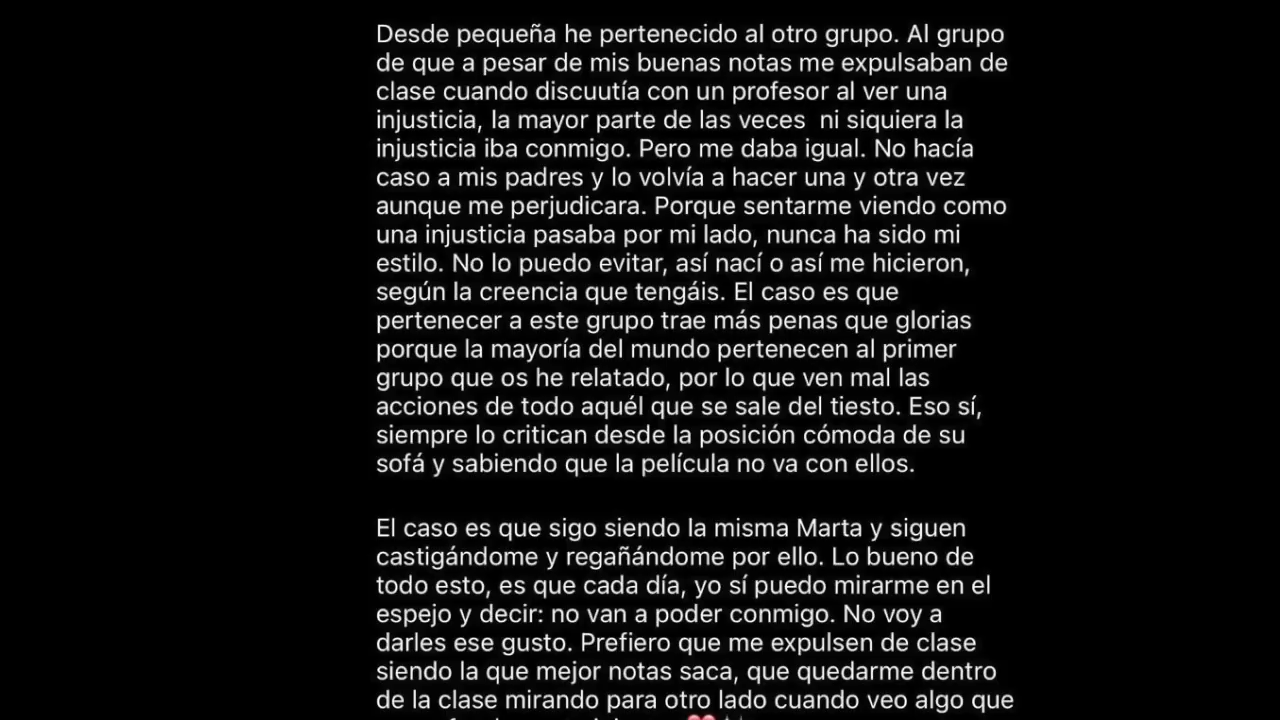 Desde pequeña he pertenecido al otro grupo. Al grupo
de que a pesar de mis buenas notas me expulsaban de
clase cuando discuutía con un profesor al ver una
injusticia, la mayor parte de las veces  ni siquiera la
injusticia iba conmigo. Pero me daba igual. No hacía
caso a mis padres y lo volvía a hacer una y otra vez
aunque me perjudicara. Porque sentarme viendo como
una injusticia pasaba por mi lado, nunca ha sido mi
estilo. No lo puedo evitar, así nací o así me hicieron,
según la creencia que tengáis. El caso es que
pertenecer a este grupo trae más penas que glorias
porque la mayoría del mundo pertenecen al primer
grupo que os he relatado, por lo que ven mal las
acciones de todo aquél que se sale del tiesto. Eso sí,
siempre lo critican desde la posición cómoda de su
sofá y sabiendo que la película no va con ellos.
El caso es que sigo siendo la misma Marta y siguen
castigándome y regañándome por ello. Lo bueno de
todo esto, es que cada día, yo sí puedo mirarme en el
espejo y decir: no van a poder conmigo. No voy a
darles ese gusto. Prefiero que me expulsen de clase
siendo la que mejor notas saca, que quedarme dentro
de la clase mirando para otro lado cuando veo algo que